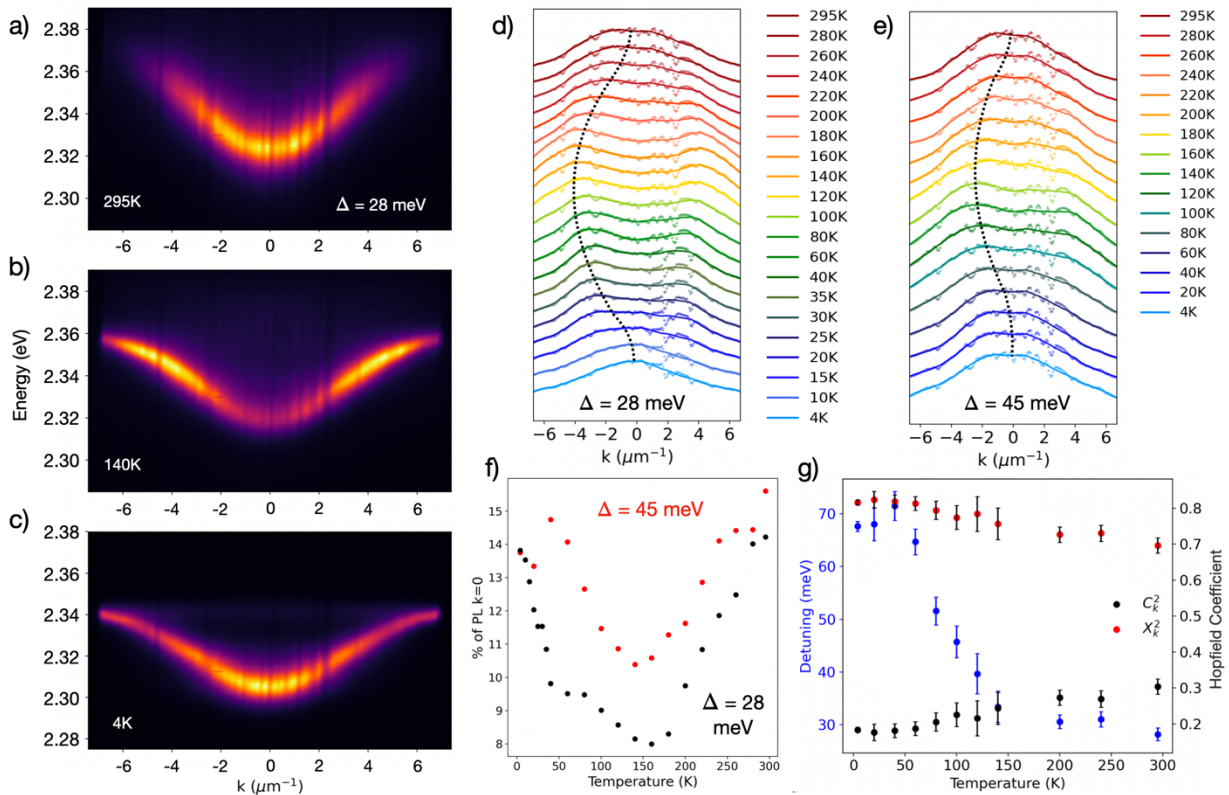 a)
2.38
2.36
2.34
2.32
2.30
295K
Δ = 28 meV
-6 -4 -2 0 2 4 6
b)
2.38
2.36
2.34
2.32
2.30
140K
-6 -4 -2 0 2 4 6
Energy (eV)
c)
2.38
2.34
2.32
2.30
2.28
2.25
4K
-6 -4 -2 0 2 4 6
k (μm⁻¹)
d)
Δ = 28 meV
−6 −4 −2 0 2 4 6
k (μm⁻¹)
295K
280K
260K
240K
220K
200K
180K
160K
140K
120K
100K
80K
60K
40K
35K
30K
25K
20K
15K
10K
4K
e)
Δ = 45 meV
−6 −4 −2 0 2 4 6
k (μm⁻¹)
295K
280K
260K
240K
220K
200K
180K
160K
140K
120K
100K
80K
60K
40K
20K
4K
f)
% of PL k=0
15
14
13
12
11
10
9
8
Δ = 45 meV
Δ = 28
meV
0 50 100 150 200 250 300
Temperature (K)
g)
Detuning (meV)
70
60
50
40
30
C²ₖ
X²ₖ
0.8
0.7
0.6
0.5
0.4
0.3
0.2
Hopfield Coefficient
0 50 100 150 200 250 300
Temperature (K)